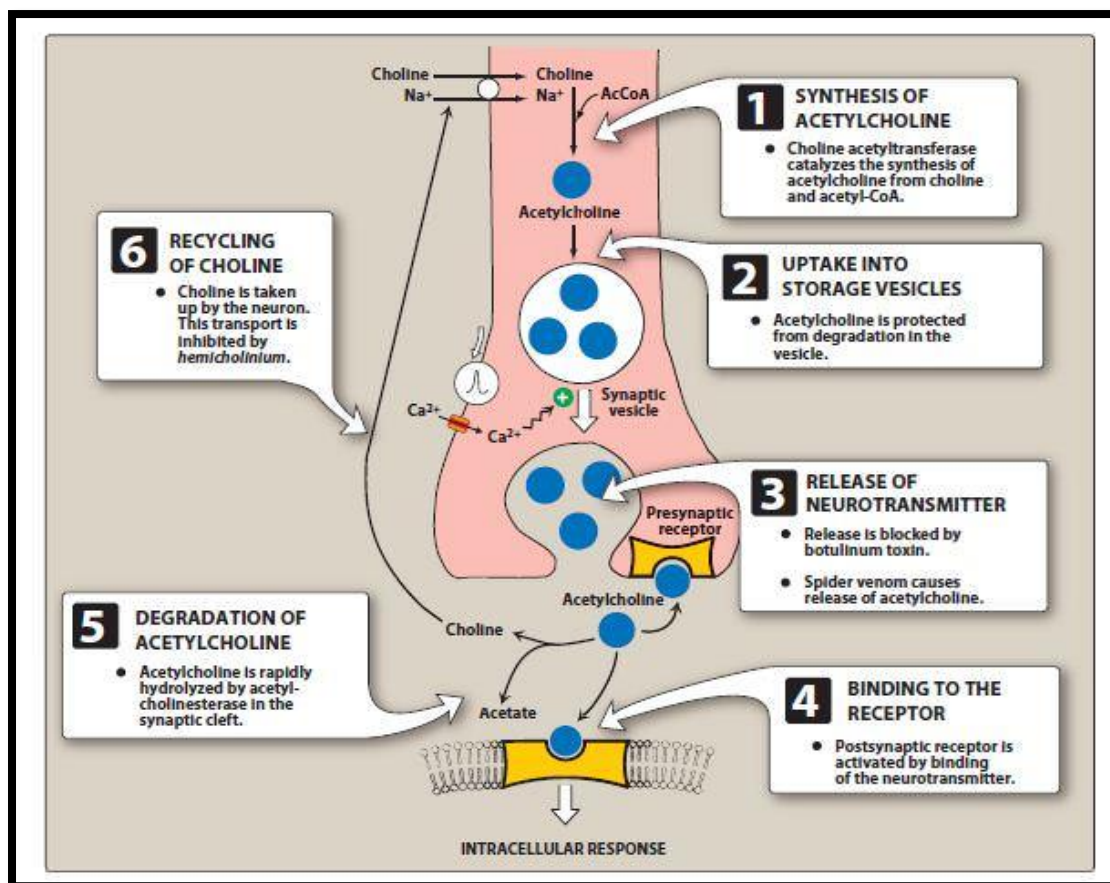 Choline
Na⁺
Choline
Na⁺
AcCoA
1 SYNTHESIS OF
ACETYLCHOLINE
• Choline acetyltransferase
catalyzes the synthesis of
acetylcholine from choline
and acetyl-CoA.
Acetylcholine
6 RECYCLING
OF CHOLINE
• Choline is taken
up by the neuron.
This transport is
inhibited by
hemicholinium.
2 UPTAKE INTO
STORAGE VESICLES
• Acetylcholine is protected
from degradation in the
vesicle.
Synaptic
vesicle
+
Ca²⁺
Ca²⁺
3 RELEASE OF
NEUROTRANSMITTER
• Release is blocked by
botulinum toxin.
• Spider venom causes
release of acetylcholine.
Presynaptic
receptor
Acetylcholine
5 DEGRADATION OF
ACETYLCHOLINE
• Acetylcholine is rapidly
hydrolyzed by acetyl-
cholinesterase in the
synaptic cleft.
Choline
Acetate
4 BINDING TO THE
RECEPTOR
• Postsynaptic receptor is
activated by binding
of the neurotransmitter.
INTRACELLULAR RESPONSE